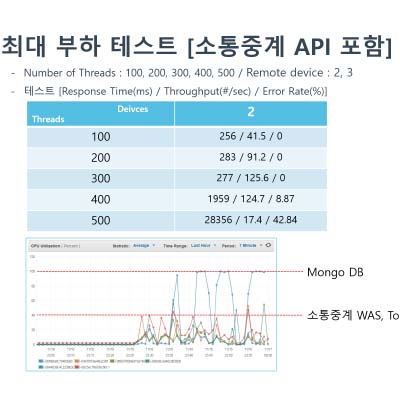 최대 부하 테스트 [소통중계 API 포함]
- Number of Threads : 100, 200, 300, 400, 500 / Remote device : 2, 3
- 테스트 [Response Time(ms) / Throughput(#/sec) / Error Rate(%)]
Deivces
Threads
2
100 256 / 41.5 / 0
200 283 / 91.2 / 0
300 277 / 125.6 / 0
400 1959 / 124.7 / 8.87
500 28356 / 17.4 / 42.84
CPU Utilization (Percent) Statistic: Average Time Range: Last Hour Period: 1 Minute
100
80
60
40
20
Mongo DB
소통중계 WAS, To